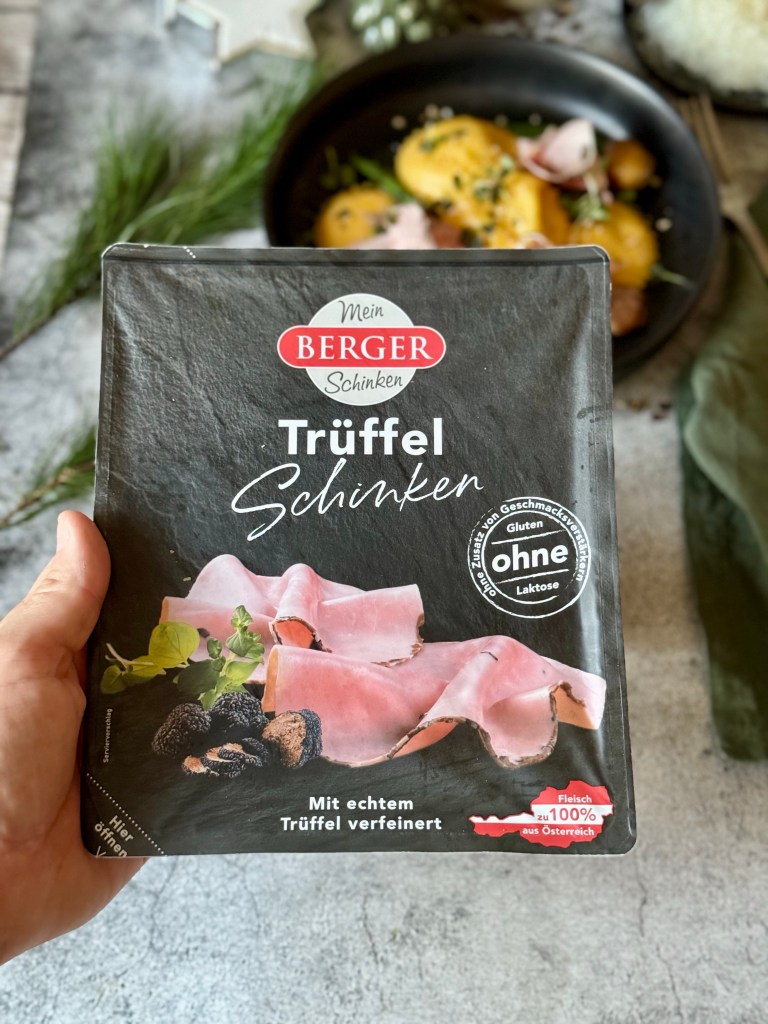 Mein
BERGER
Schinken
Trüffel
Schinken
ohne Zusatz von Geschmacksverstärkern
Gluten
ohne
Laktose
Serviervorschlag
Mit echtem
Trüffel verfeinert
Fleisch
zu 100%
aus Österreich
Hier
öffnen